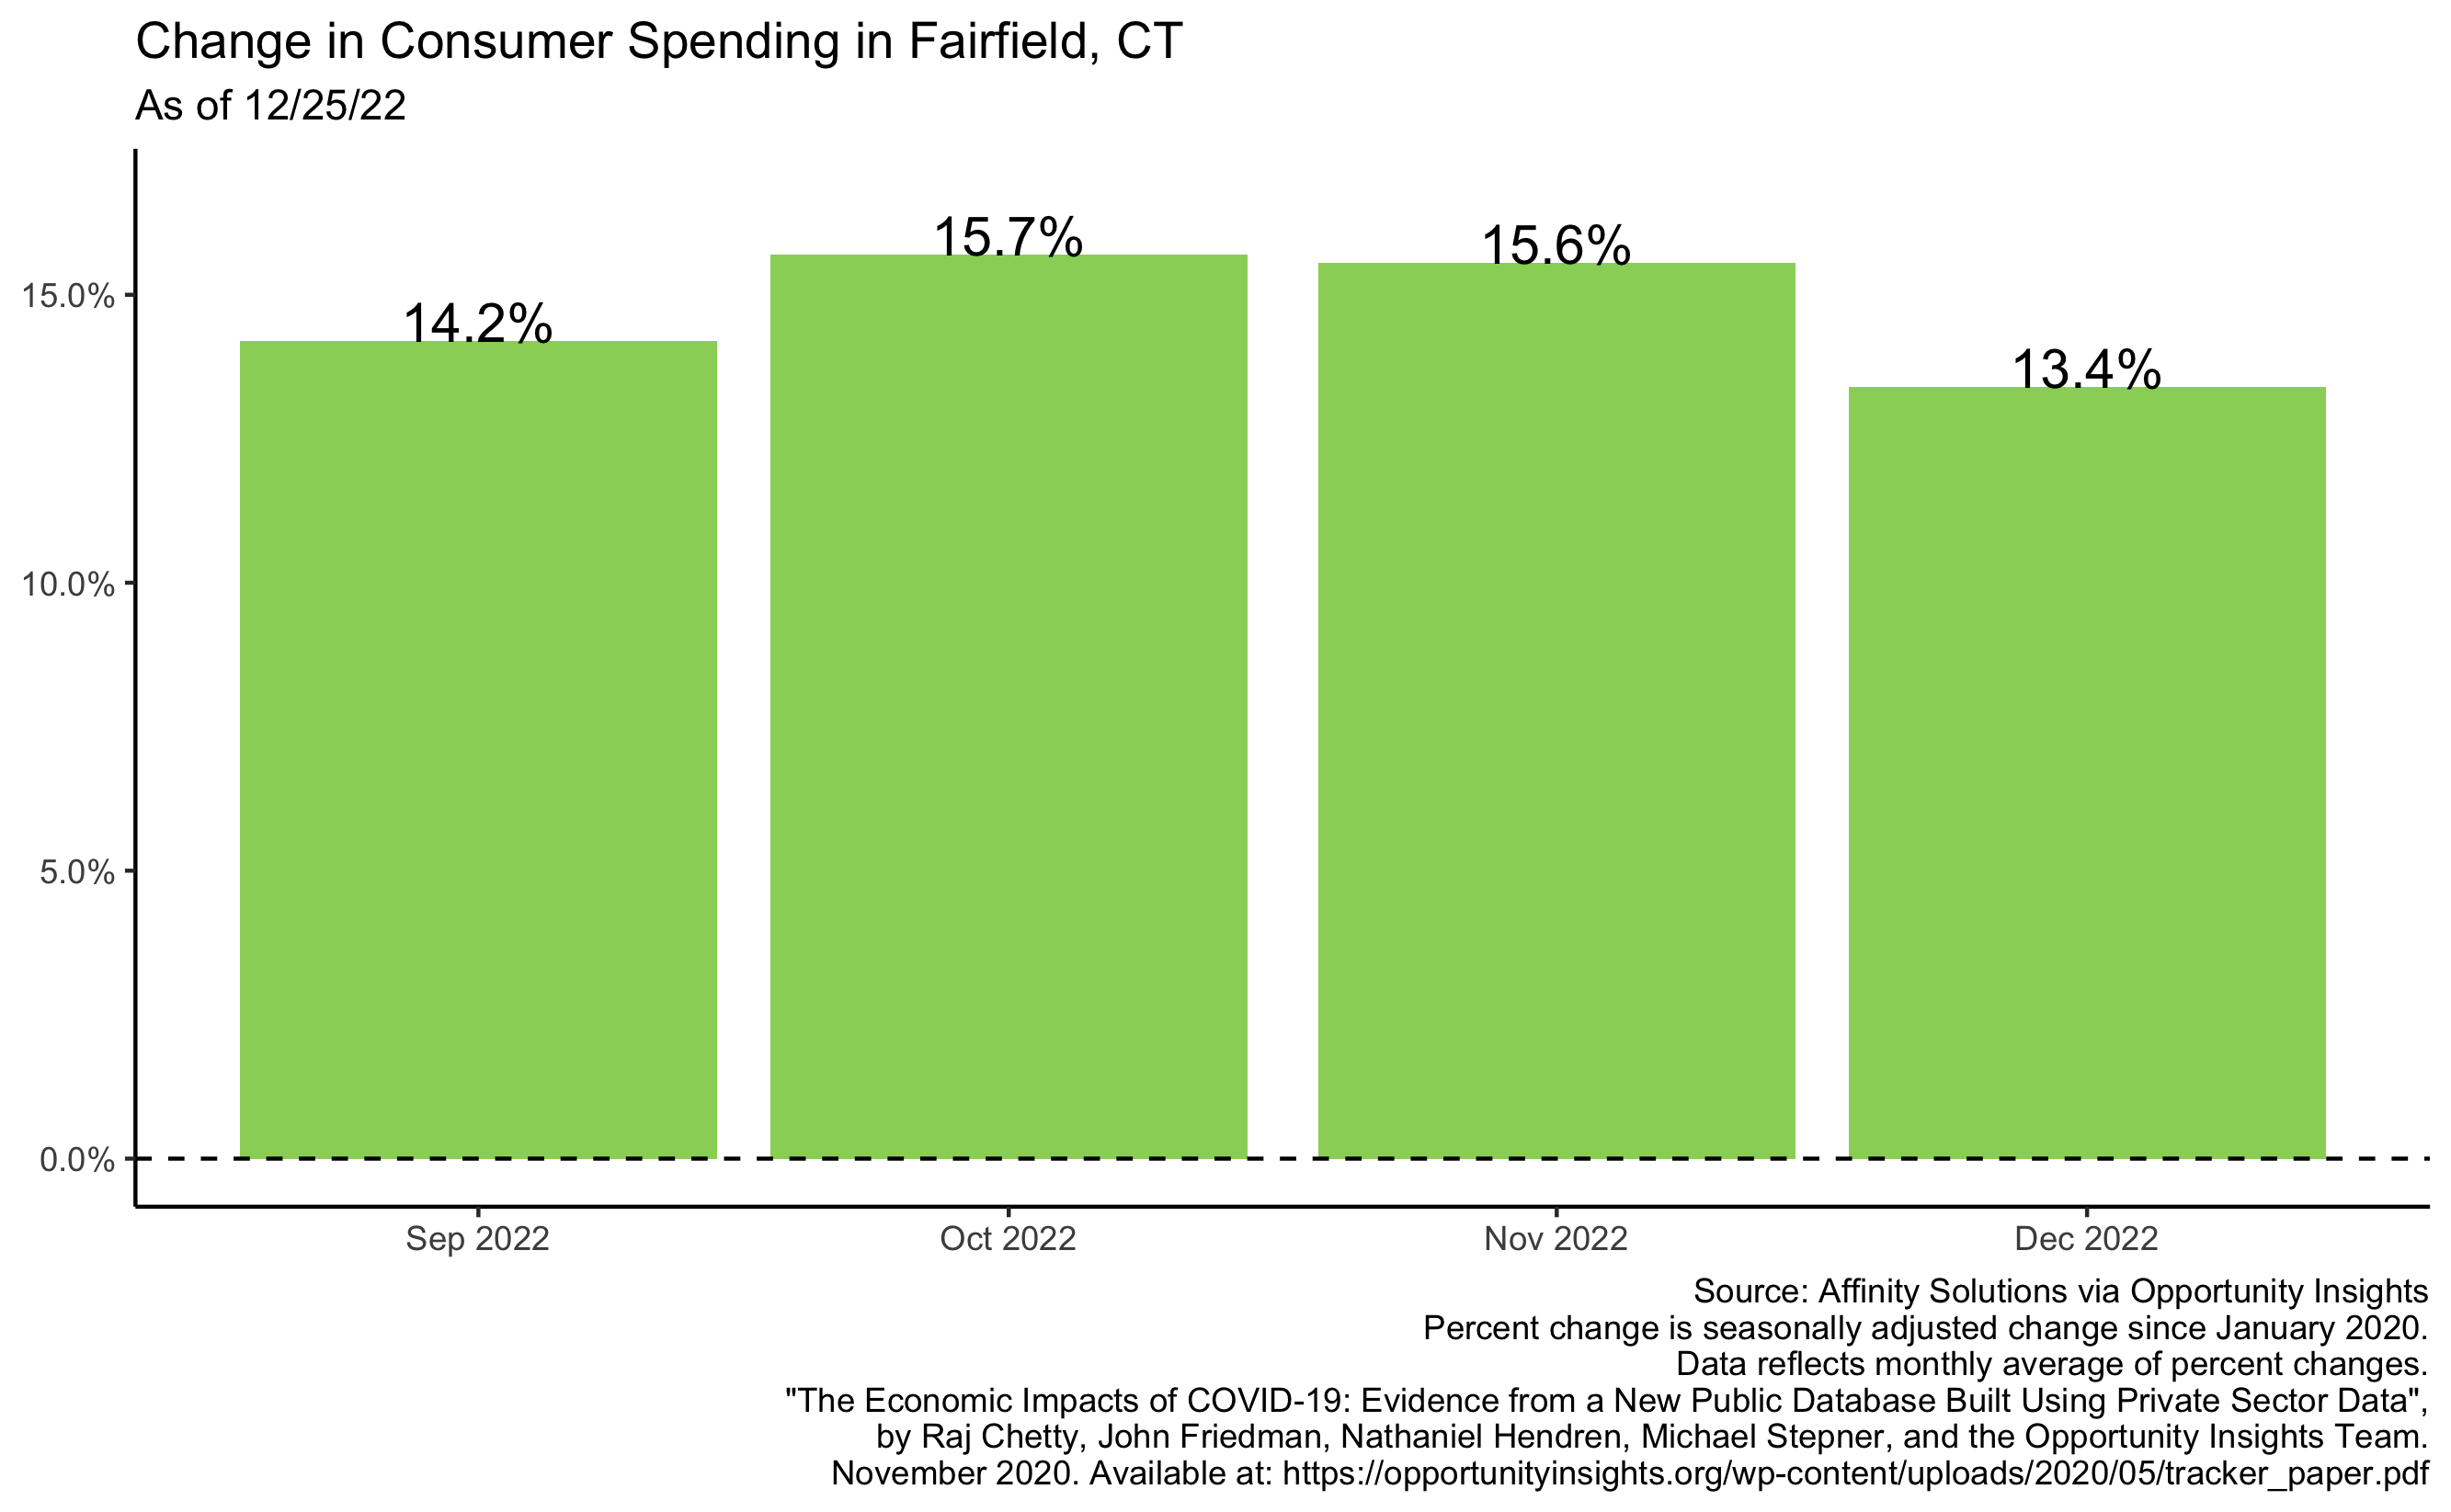 Change in Consumer Spending in Fairfield, CT
As of 12/25/22
15.0%
10.0%
5.0%
0.0%
14.2%
15.7%
15.6%
13.4%
Sep 2022
Oct 2022
Nov 2022
Dec 2022
Source: Affinity Solutions via Opportunity Insights
Percent change is seasonally adjusted change since January 2020.
Data reflects monthly average of percent changes.
"The Economic Impacts of COVID-19: Evidence from a New Public Database Built Using Private Sector Data",
by Raj Chetty, John Friedman, Nathaniel Hendren, Michael Stepner, and the Opportunity Insights Team.
November 2020. Available at: https://opportunityinsights.org/wp-content/uploads/2020/05/tracker_paper.pdf